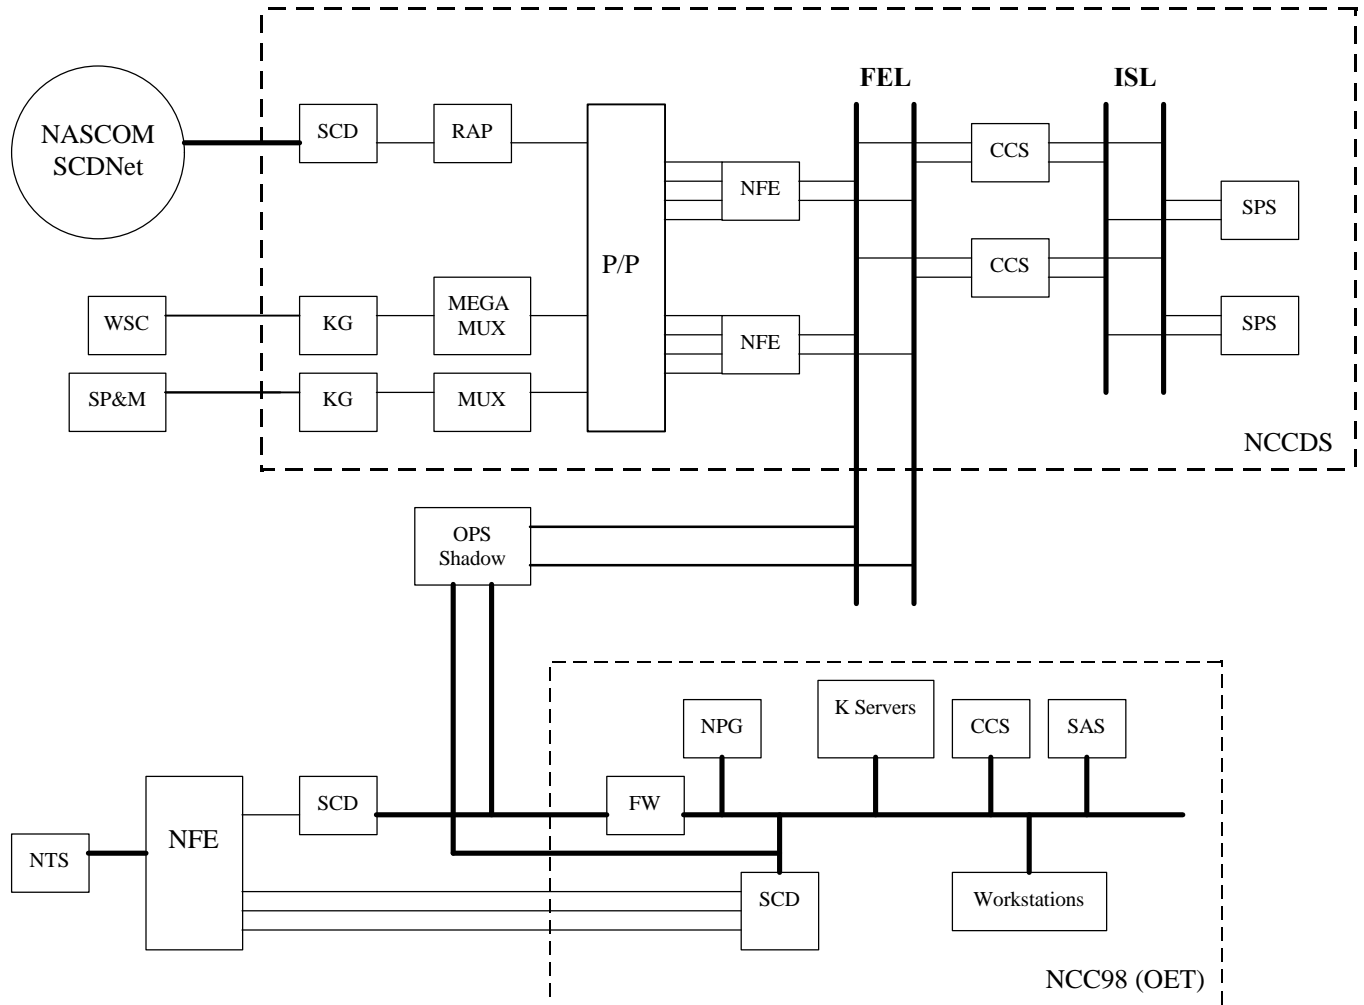 FEL
ISL
NASCOM
SCDNet
SCD
RAP
CCS
NFE
SPS
P/P
CCS
WSC
KG
MEGA
MUX
NFE
SPS
SP&M
KG
MUX
NCCDS
OPS
Shadow
NPG
K Servers
CCS
SAS
SCD
FW
NFE
NTS
SCD
Workstations
NCC98 (OET)